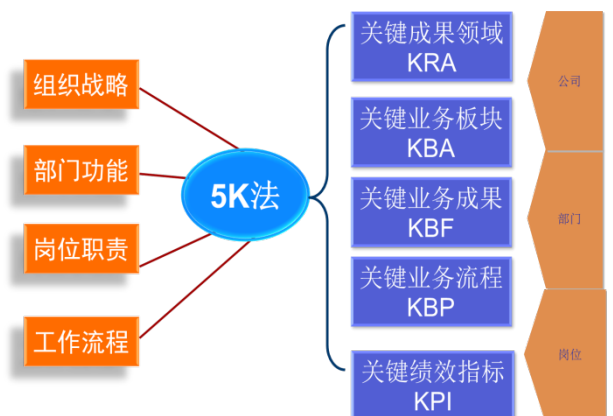 组织战略
部门功能
岗位职责
工作流程
5K法
关键成果领域
KRA
关键业务板块
KBA
关键业务成果
KBF
关键业务流程
KBP
关键绩效指标
KPI
公司
部门
岗位